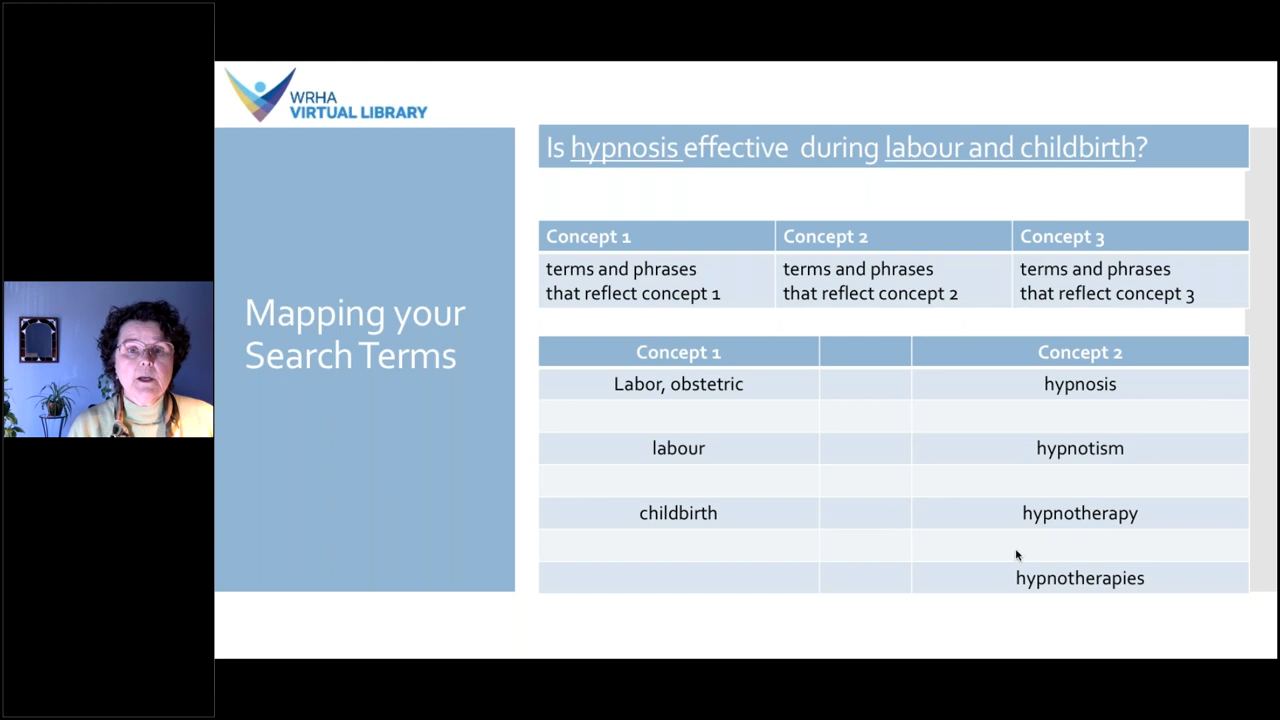 WRHA
VIRTUAL LIBRARY
Mapping your
Search Terms
Is hypnosis effective during labour and childbirth?
Concept 1 Concept 2 Concept 3
terms and phrases terms and phrases terms and phrases
that reflect concept 1 that reflect concept 2 that reflect concept 3
Concept 1 Concept 2
Labor, obstetric hypnosis
labour hypnotism
childbirth hypnotherapy
hypnotherapies